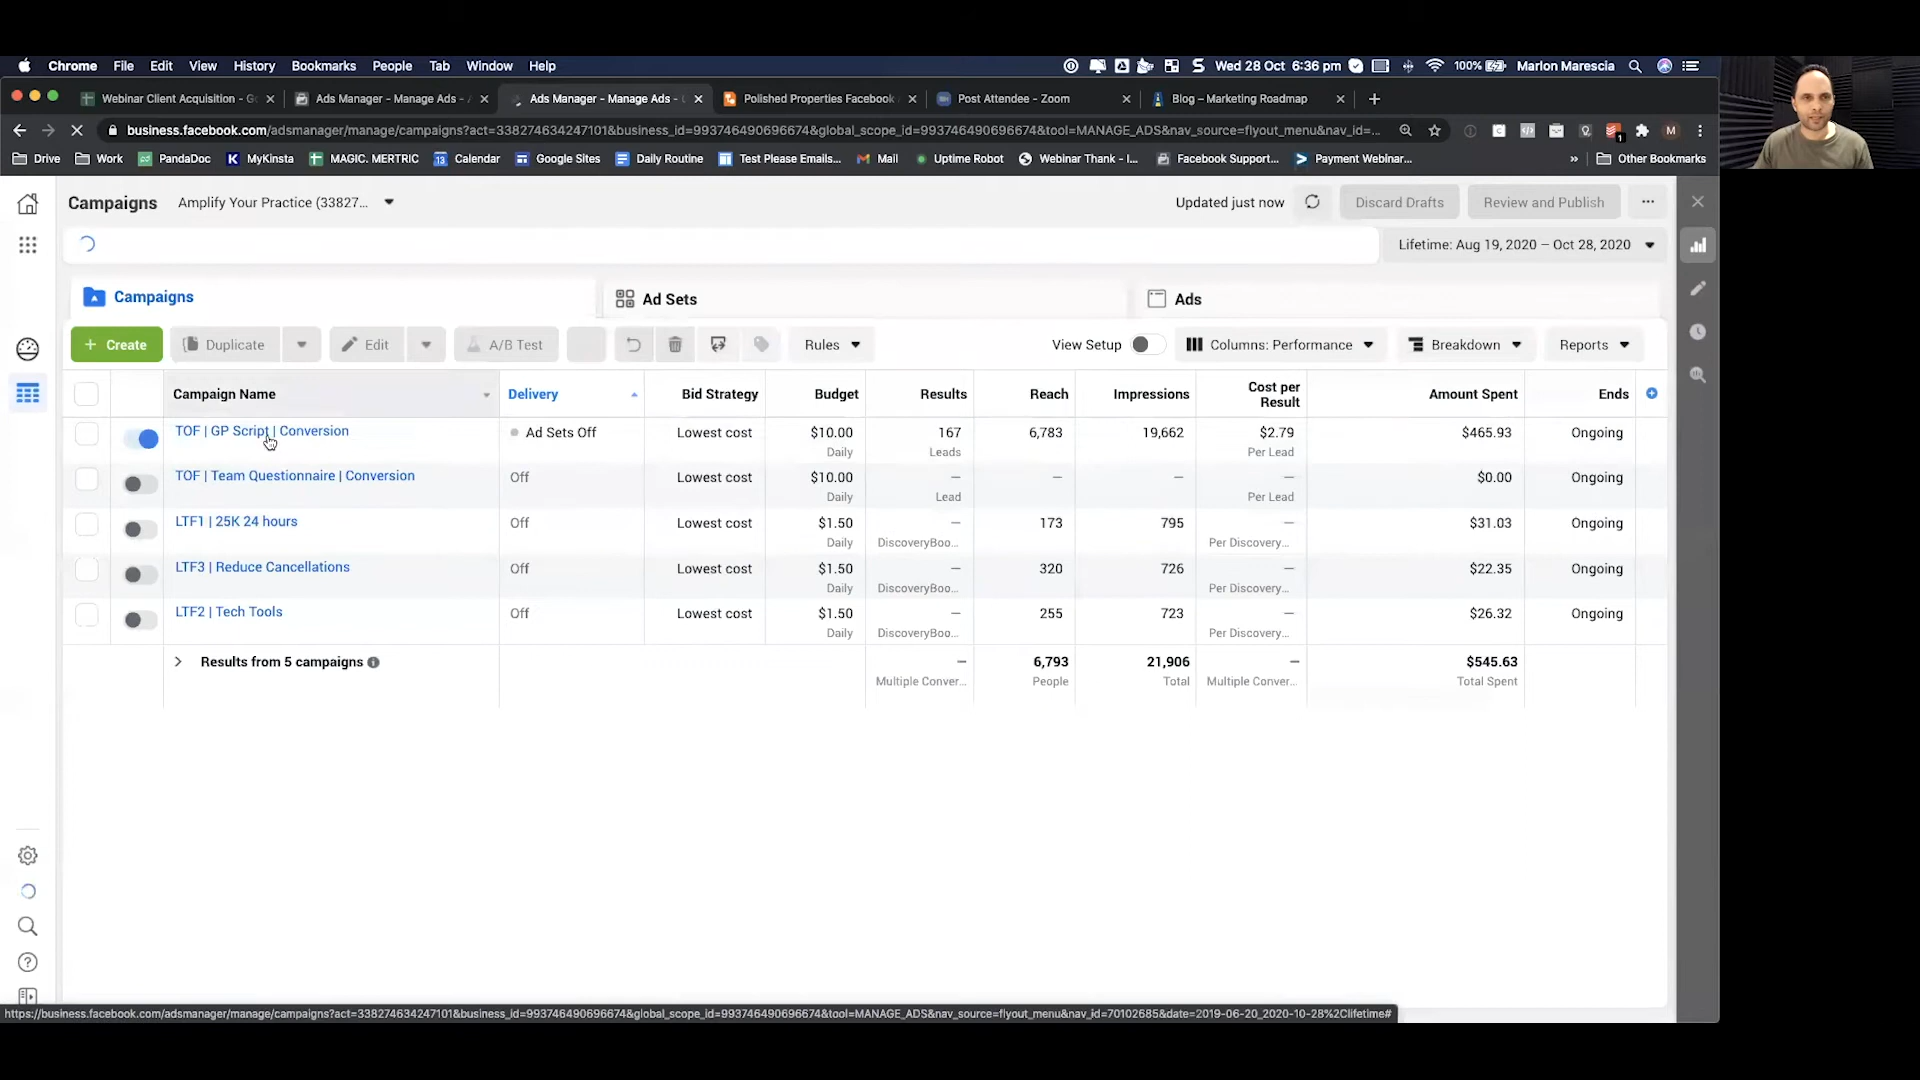 Chrome File Edit View History Bookmarks People Tab Window Help Wed 28 Oct 6:36 pm 100% Marlon Marescia
Webinar Client Acquisition - G Ads Manager - Manage Ads - Ads Manager - Manage Ads - Polished Properties Facebook Post Attendee - Zoom Blog – Marketing Roadmap
business.facebook.com/adsmanager/manage/campaigns?act=338274634247101&business_id=993746490696674&global_scope_id=993746490696674&tool=MANAGE_ADS&nav_source=flyout_menu&nav_id=... M
Drive Work PandaDoc MyKinsta MAGIC. MERTRIC 13 Calendar Google Sites Daily Routine Test Please Emails... Mail Uptime Robot Webinar Thank - I... Facebook Support... Payment Webinar... » Other Bookmarks
Campaigns Amplify Your Practice (33827... Updated just now Discard Drafts Review and Publish ...
Lifetime: Aug 19, 2020 – Oct 28, 2020
Campaigns Ad Sets Ads
+ Create Duplicate Edit A/B Test Rules View Setup Columns: Performance Breakdown Reports
Campaign Name Delivery Bid Strategy Budget Results Reach Impressions Cost per Result Amount Spent Ends
TOF | GP Script | Conversion Ad Sets Off Lowest cost $10.00 167 6,783 19,662 $2.79 $465.93 Ongoing
Daily Leads Per Lead
TOF | Team Questionnaire | Conversion Off Lowest cost $10.00 — — — — $0.00 Ongoing
Daily Lead Per Lead
LTF1 | 25K 24 hours Off Lowest cost $1.50 — 173 795 — $31.03 Ongoing
Daily DiscoveryBoo... Per Discovery...
LTF3 | Reduce Cancellations Off Lowest cost $1.50 — 320 726 — $22.35 Ongoing
Daily DiscoveryBoo... Per Discovery...
LTF2 | Tech Tools Off Lowest cost $1.50 — 255 723 — $26.32 Ongoing
Daily DiscoveryBoo... Per Discovery...
Results from 5 campaigns — 6,793 21,906 — $545.63
Multiple Conver... People Total Multiple Conver... Total Spent
https://business.facebook.com/adsmanager/manage/campaigns?act=338274634247101&business_id=993746490696674&global_scope_id=993746490696674&tool=MANAGE_ADS&nav_source=flyout_menu&nav_id=70102685&date=2019-06-20_2020-10-28%2Clifetime#